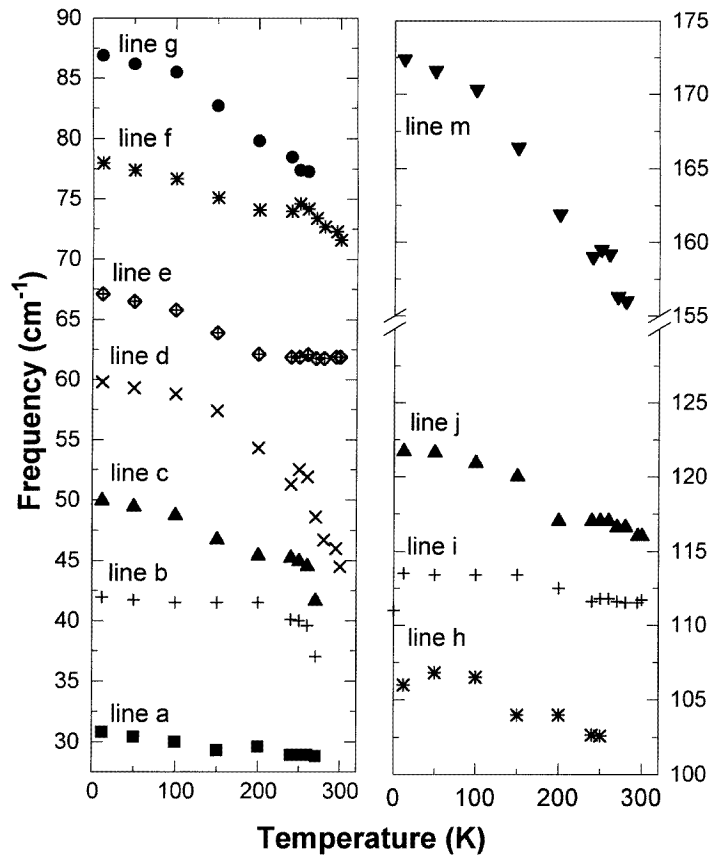 90
85
80
75
70
65
60
55
50
45
40
35
30
Frequency (cm-1)
line g
line f
line e
line d
line c
line b
line a
0 100 200 300
175
170
165
160
155
125
120
115
110
105
100
line m
line j
line i
line h
0 100 200 300
Temperature (K)